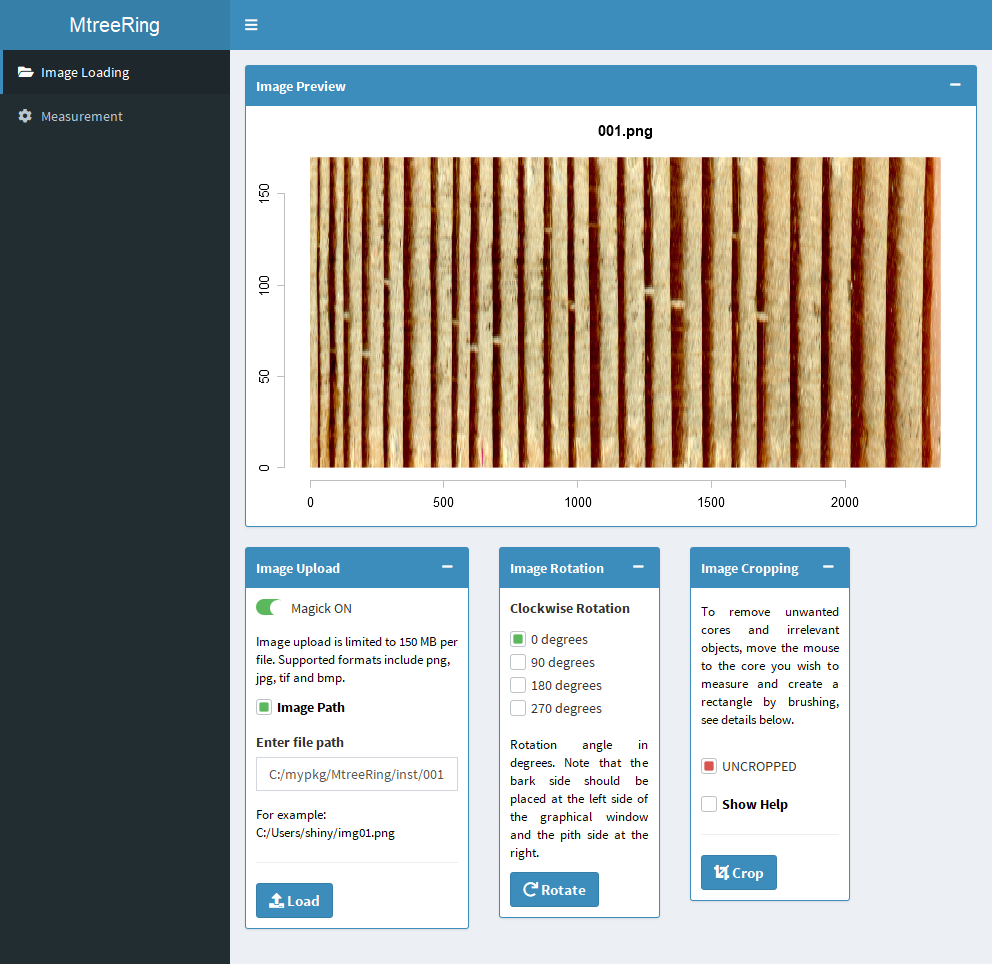 MtreeRing
Image Loading
Measurement
Image Preview
001.png
150
100
50
0
0 500 1000 1500 2000
Image Upload
Magick ON
Image upload is limited to 150 MB per
file. Supported formats include png,
jpg, tif and bmp.
Image Path
Enter file path
C:/mypkg/MtreeRing/inst/001
For example:
C:/Users/shiny/img01.png
Load
Image Rotation
Clockwise Rotation
0 degrees
90 degrees
180 degrees
270 degrees
Rotation angle in
degrees. Note that the
bark side should be
placed at the left side of
the graphical window
and the pith side at the
right.
Rotate
Image Cropping
To remove unwanted
cores and irrelevant
objects, move the mouse
to the core you wish to
measure and create a
rectangle by brushing,
see details below.
UNCROPPED
Show Help
Crop